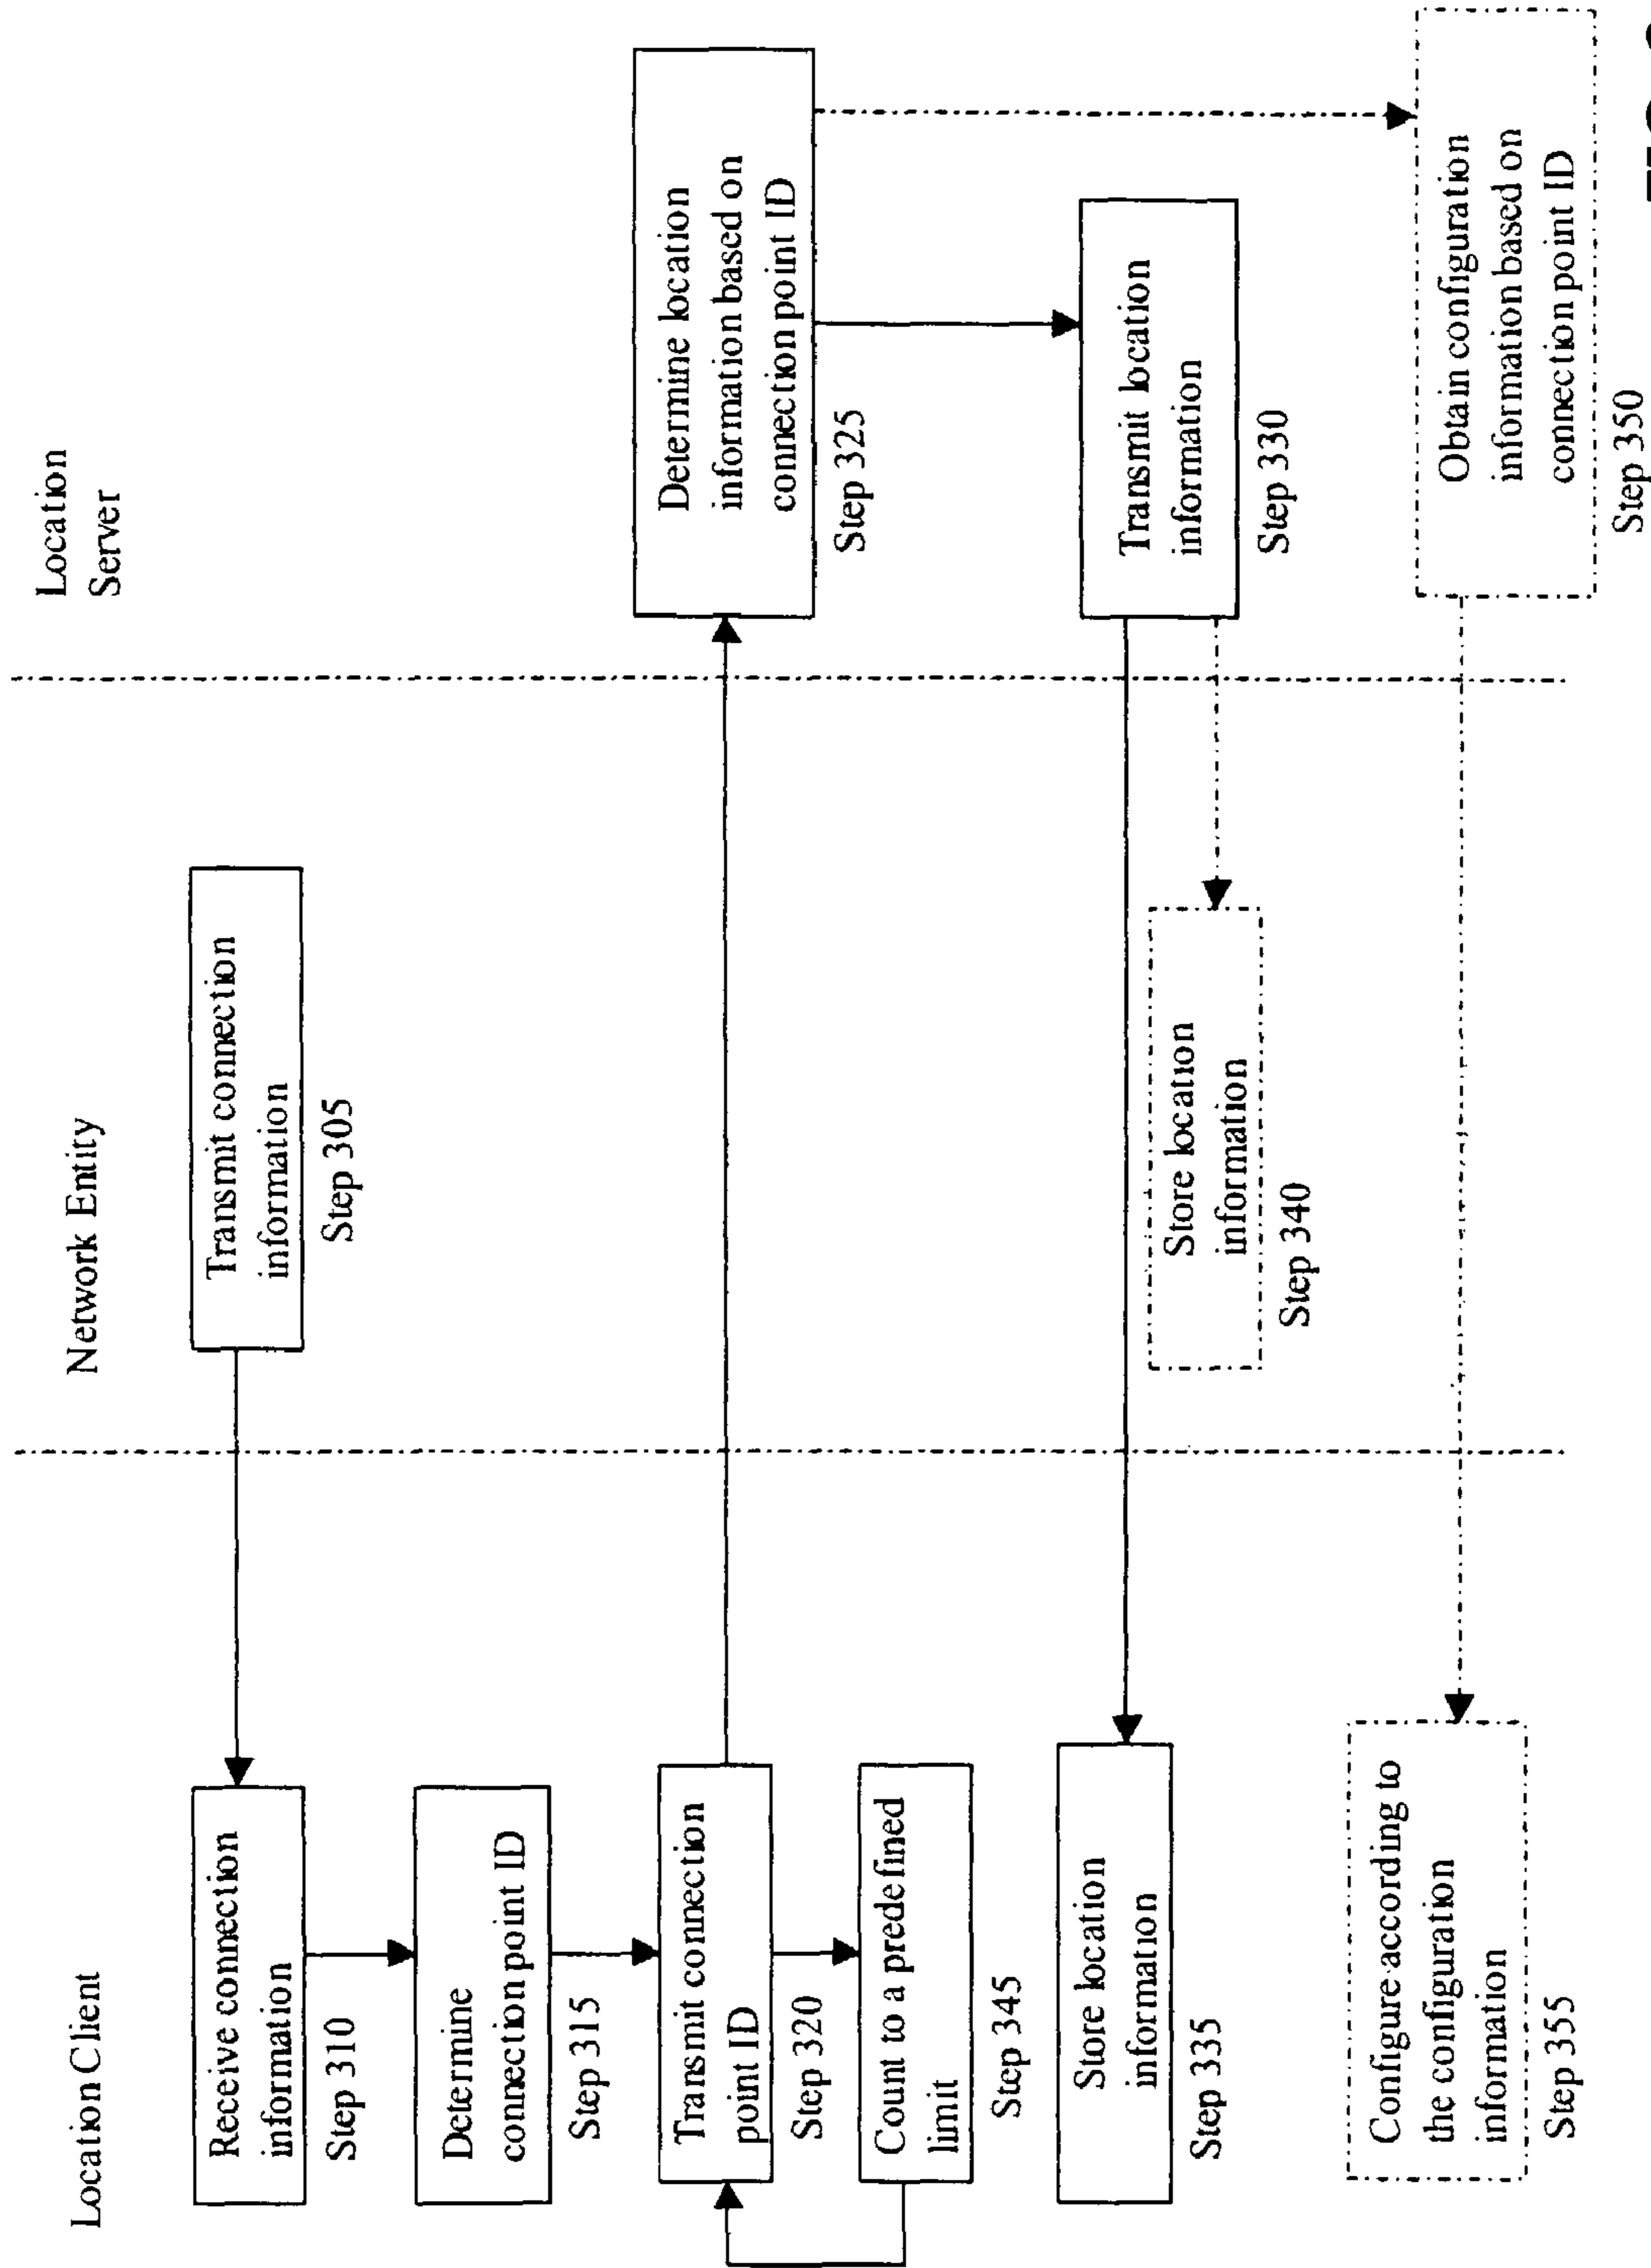 Location Client
Network Entity
Location
Server
Transmit connection
information
Step 305
Receive connection
information
Step 310
Determine
connection point ID
Step 315
Transmit connection
point ID
Step 320
Count to a predefined
limit
Step 345
Determine location
information based on
connection point ID
Step 325
Transmit location
information
Step 330
Store location
information
Step 335
Store location
information
Step 340
Obtain configuration
information based on
connection point ID
Step 350
Configure according to
the configuration
information
Step 355